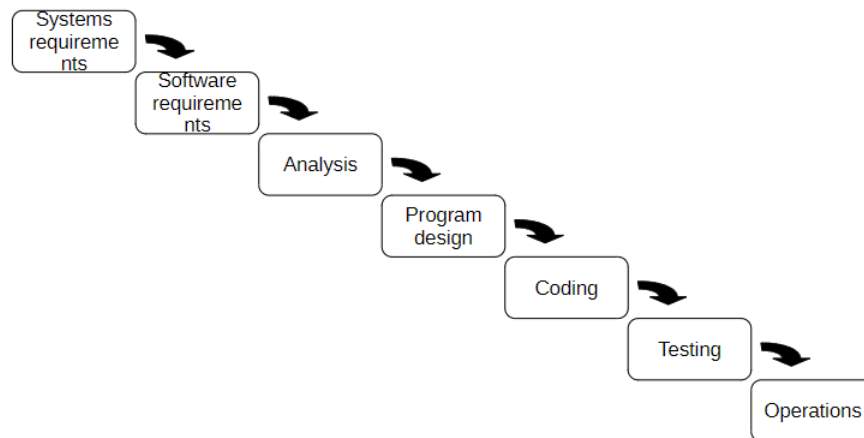 Systems
requireme
nts
Software
requireme
nts
Analysis
Program
design
Coding
Testing
Operations